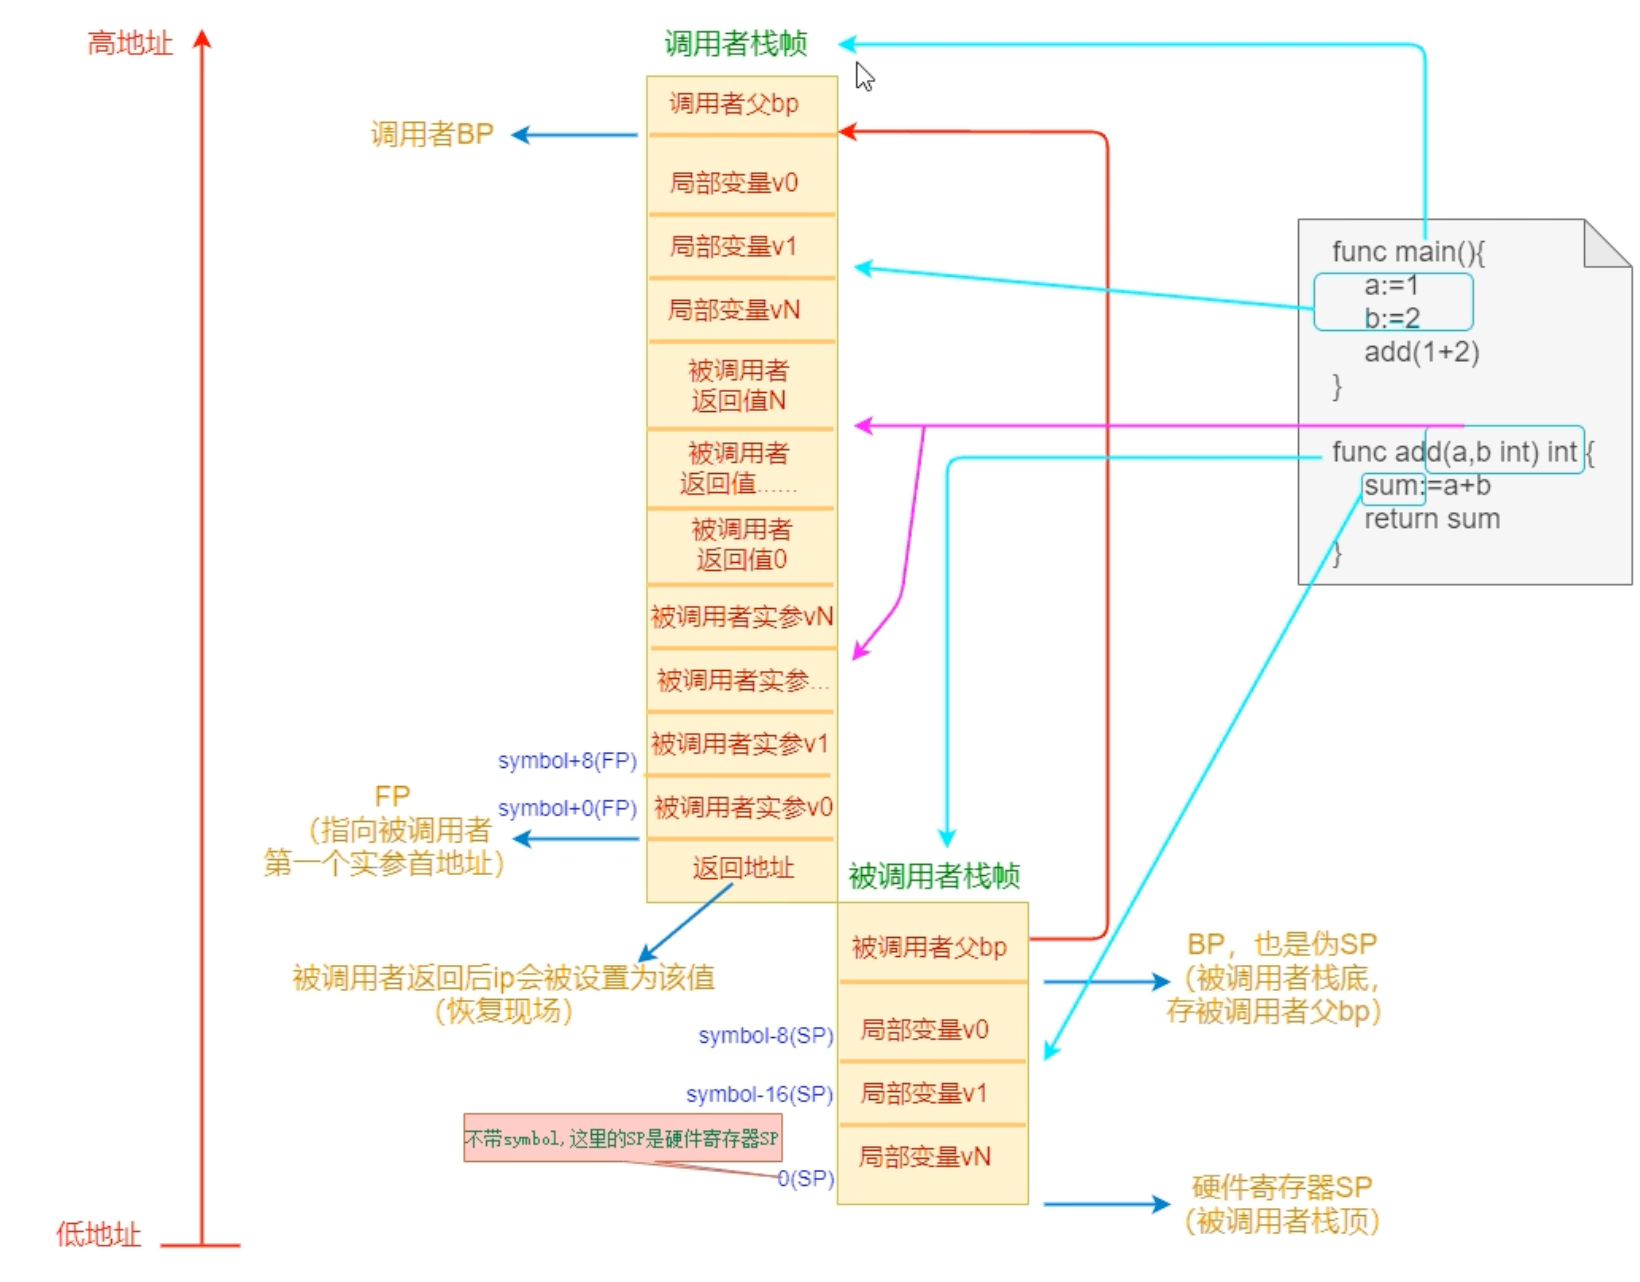 高地址
调用者栈帧
调用者父bp
调用者BP
局部变量v0
局部变量v1
局部变量vN
被调用者
返回值N
被调用者
返回值......
被调用者
返回值0
被调用者实参vN
被调用者实参...
被调用者实参v1
symbol+8(FP)
被调用者实参v0
symbol+0(FP)
FP
（指向被调用者
第一个实参首地址）
返回地址
被调用者返回后ip会被设置为该值
（恢复现场）
func main(){
a:=1
b:=2
add(1+2)
}
func add(a,b int) int {
sum:=a+b
return sum
}
被调用者栈帧
被调用者父bp
BP，也是伪SP
（被调用者栈底，
存被调用者父bp）
局部变量v0
symbol-8(SP)
局部变量v1
symbol-16(SP)
不带symbol,这里的SP是硬件寄存器SP
局部变量vN
0(SP)
硬件寄存器SP
（被调用者栈顶）
低地址